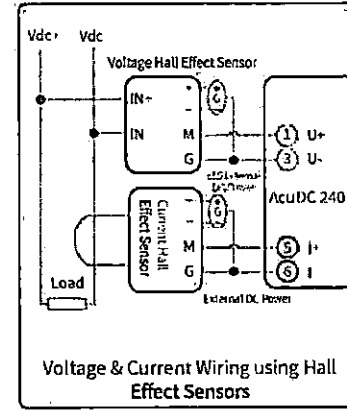 Vdc+ Vdc
Voltage Hall Effect Sensor
IN+
IN
+
-
M
G
G
1 U+
3 U-
AcuDC 240
Current Hall
Effect Sensor
M
G
G
5 I+
6 I
Load
External DC Power
Voltage & Current Wiring using Hall
Effect Sensors